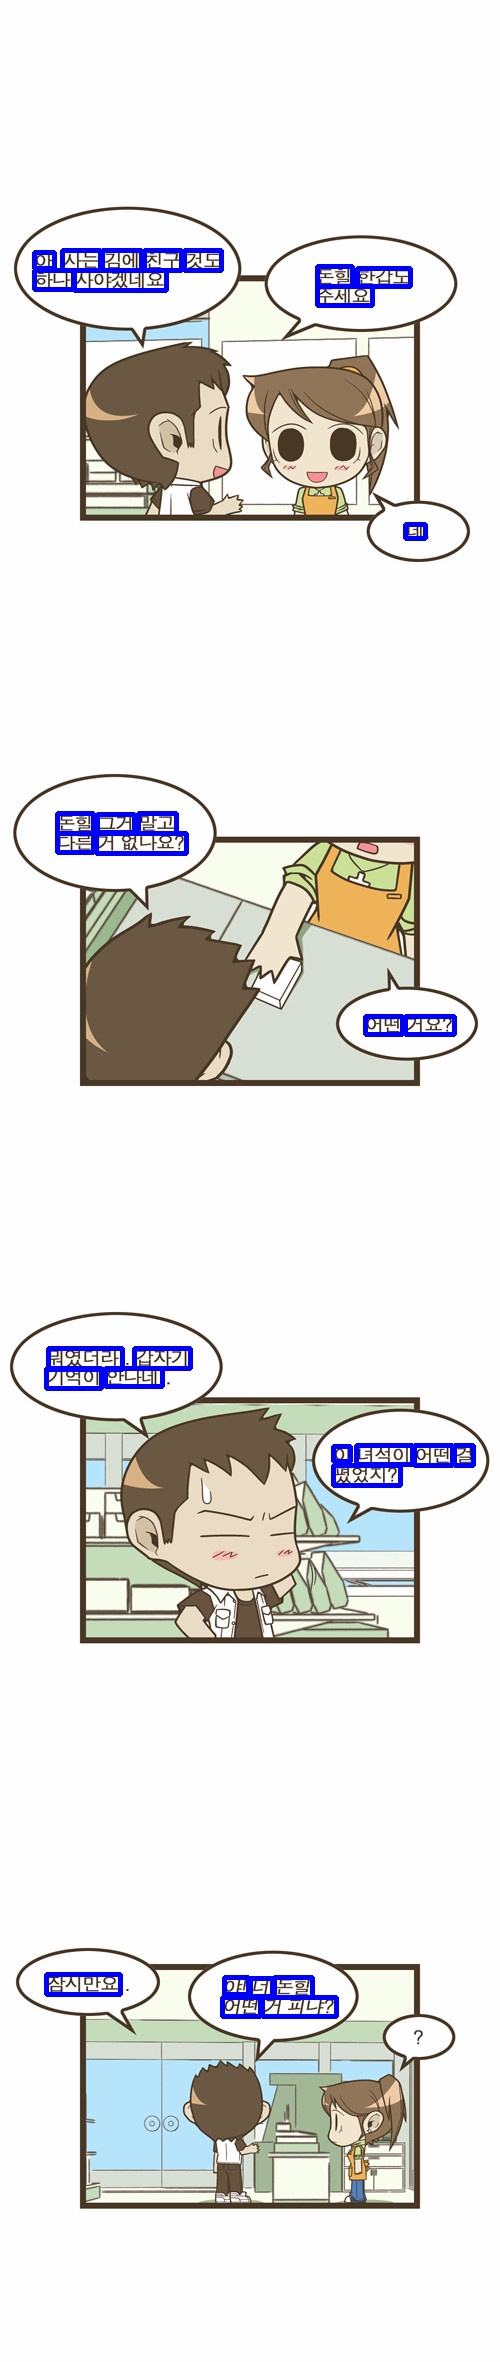 아, 사는 김에 친구 것도
하나 사야겠네요
돈힐 한갑도
주세요
네
돈힐 그거 말고
다른 거 없나요?
어떤 거요?
뭐였더라. 갑자기
기억이 안나네.
이 녀석이 어떤 걸
폈었지?
잠시만요.
야! 너 돈힐
어떤 거 피냐?
?